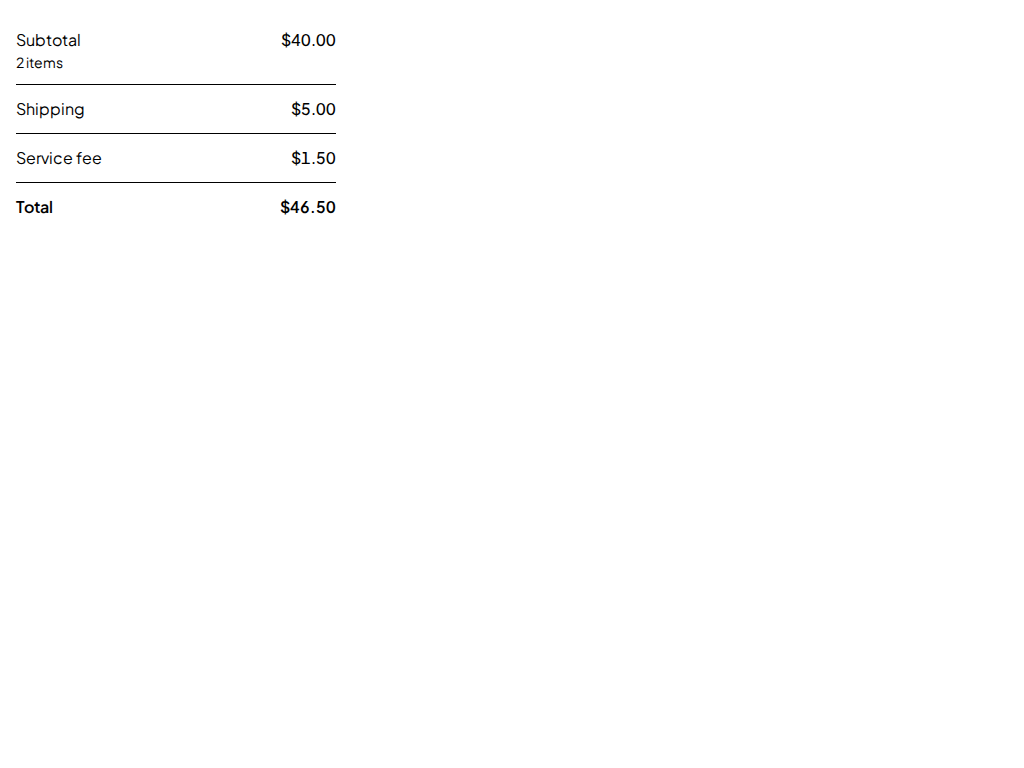 Subtotal $40.00
2 items
Shipping $5.00
Service fee $1.50
Total $46.50